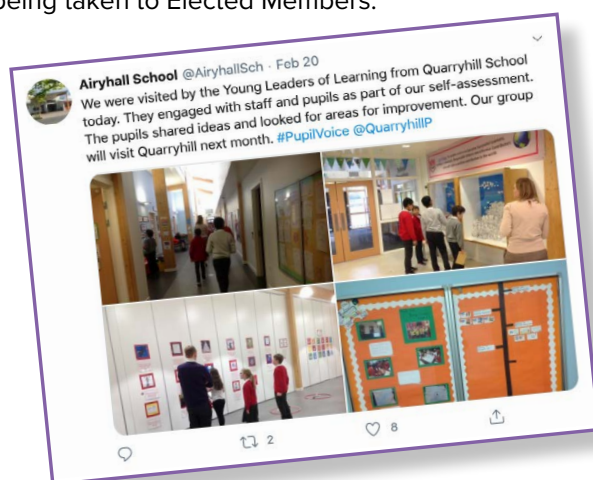 being taken to Elected Members.
Airyhall School @AiryhallSch · Feb 20
We were visited by the Young Leaders of Learning from Quarryhill School
today. They engaged with staff and pupils as part of our self-assessment.
The pupils shared ideas and looked for areas for improvement. Our group
will visit Quarryhill next month. #PupilVoice @QuarryhillP
2
8